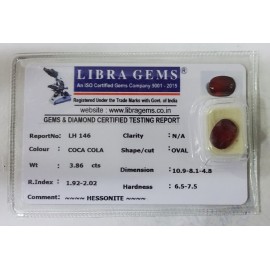 LIBRA GEMS®
An ISO Certified Gems Company 9001 - 2015
Registered Under the Trade Marks with Govt. of India
website : www.libragems.co.in
GEMS & DIAMOND CERTIFIED TESTING REPORT
ReportNo: LH 146 Clarity : N/A
Colour : COCA COLA Shape/cut : OVAL
Wt : 3.86 cts Dimension : 10.9-8.1-4.8
R.Index : 1.92-2.02 Hardness : 6.5-7.5
Comment : ~~~~ HESSONITE ~~~~